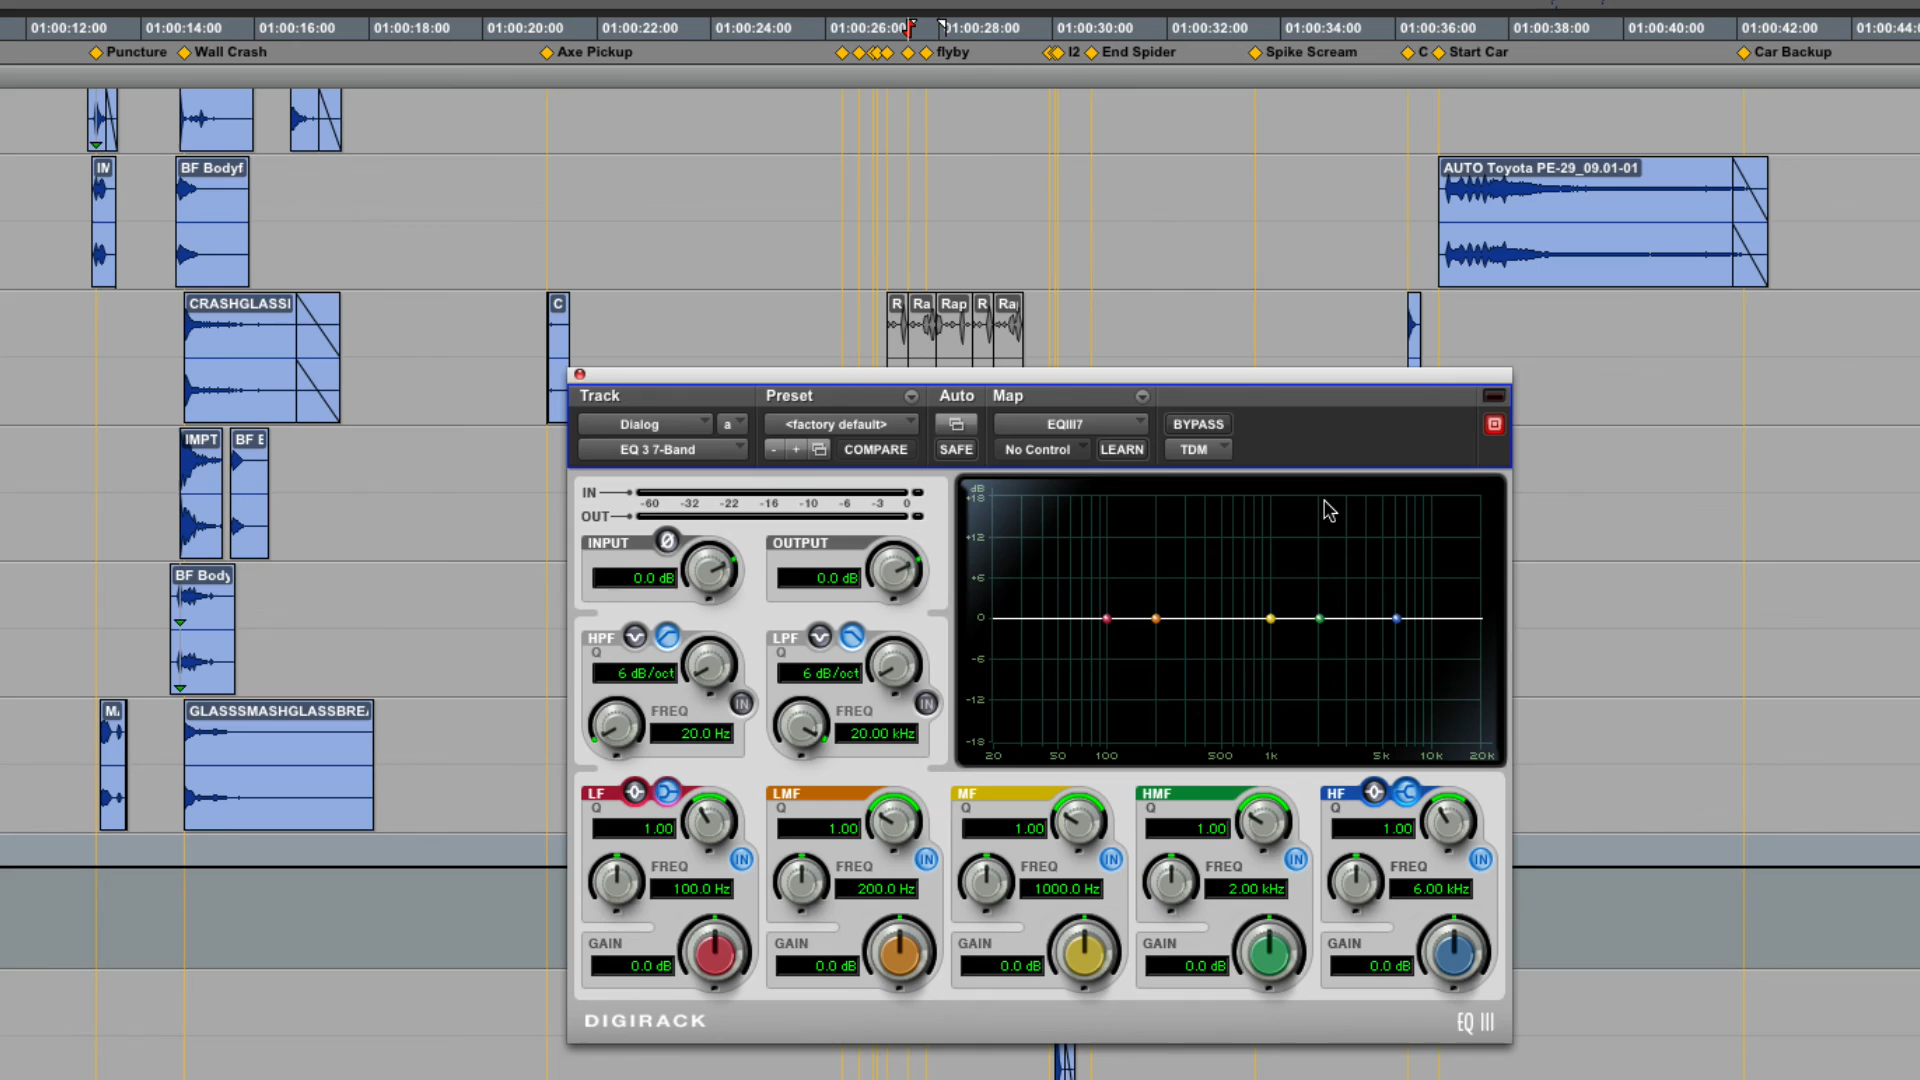 01:00:12:00 01:00:14:00 01:00:16:00 01:00:18:00 01:00:20:00 01:00:22:00 01:00:24:00 01:00:26:00 01:00:28:00 01:00:30:00 01:00:32:00 01:00:34:00 01:00:36:00 01:00:38:00 01:00:40:00 01:00:42:00 01:00:44:0
Puncture Wall Crash Axe Pickup flyby I2 End Spider Spike Scream C Start Car Car Backup
BF Bodyf AUTO Toyota PE-29_09.01-01
CRASHGLASSI C R Ra Rap R Ra
Track Preset Auto Map
Dialog a <factory default> EQIII7 BYPASS
IMPT BF E EQ 3 7-Band - + COMPARE SAFE No Control LEARN TDM
IN -60 -32 -22 -16 -10 -6 -3 0
OUT
dB
+18
+12
+6
0
-6
-12
-18
20 50 100 500 1K 5K 10K 20K
INPUT Ø OUTPUT
0.0 dB 0.0 dB
BF Body
HPF LPF
Q Q
6 dB/oct 6 dB/oct
IN IN
FREQ FREQ
20.0 Hz 20.00 kHz
GLASSSMASHGLASSBRE
LF LMF MF HMF HF
Q Q Q Q Q
1.00 1.00 1.00 1.00 1.00
IN IN IN IN IN
FREQ FREQ FREQ FREQ FREQ
100.0 Hz 200.0 Hz 1000.0 Hz 2.00 kHz 6.00 kHz
GAIN GAIN GAIN GAIN GAIN
0.0 dB 0.0 dB 0.0 dB 0.0 dB 0.0 dB
DIGIRACK EQ III